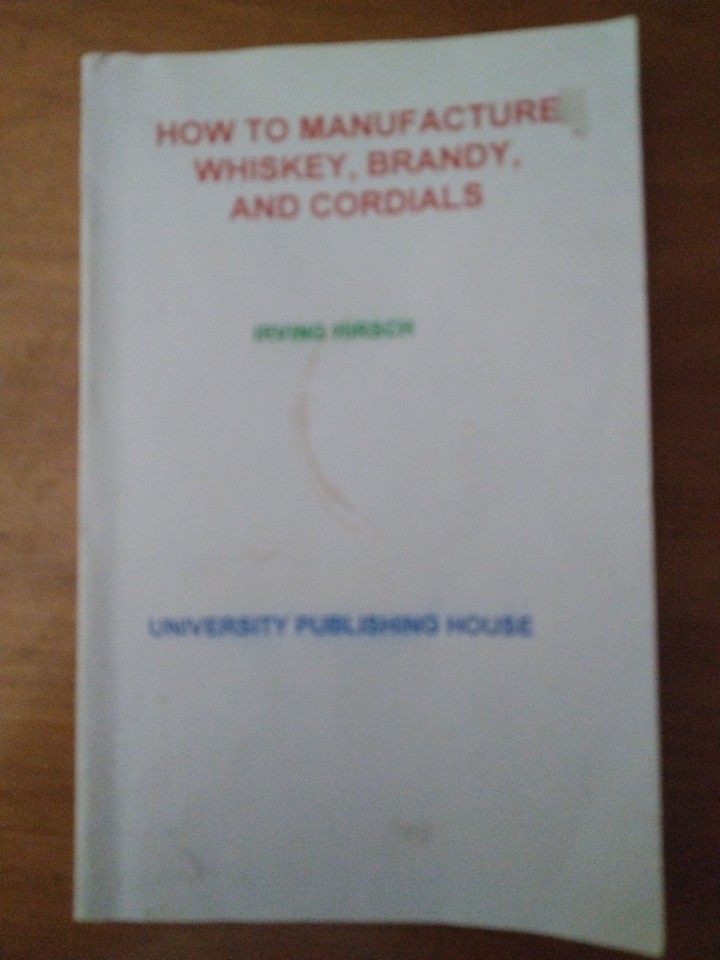 HOW TO MANUFACTURE
WHISKEY, BRANDY,
AND CORDIALS
IRVING HIRSCH
UNIVERSITY PUBLISHING HOUSE